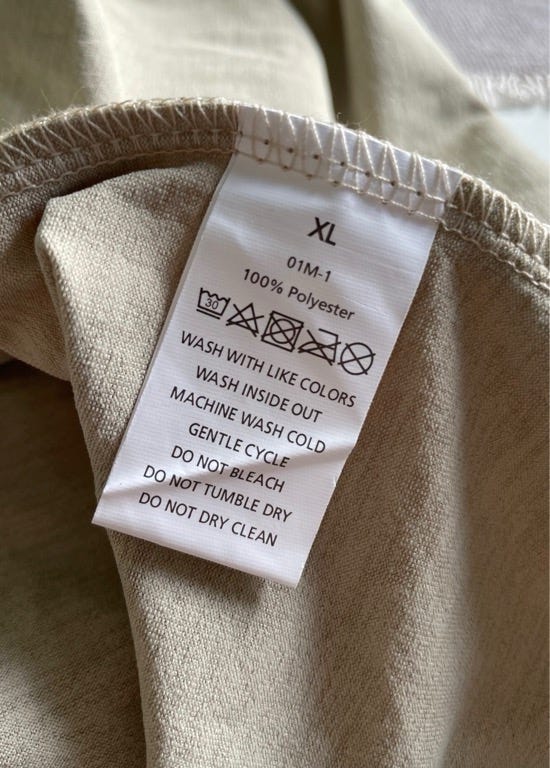 XL
01M-1
100% Polyester
30
WASH WITH LIKE COLORS
WASH INSIDE OUT
MACHINE WASH COLD
GENTLE CYCLE
DO NOT BLEACH
DO NOT TUMBLE DRY
DO NOT DRY CLEAN